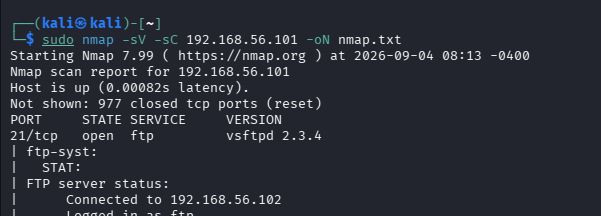 ┌──(kali㉿kali)-[~]
└─$ sudo nmap -sV -sC 192.168.56.101 -oN nmap.txt
Starting Nmap 7.99 ( https://nmap.org ) at 2026-09-04 08:13 -0400
Nmap scan report for 192.168.56.101
Host is up (0.00082s latency).
Not shown: 977 closed tcp ports (reset)
PORT     STATE SERVICE     VERSION
21/tcp   open  ftp         vsftpd 2.3.4
| ftp-syst:
|   STAT:
| FTP server status:
|      Connected to 192.168.56.102
|      Logged in as ftp